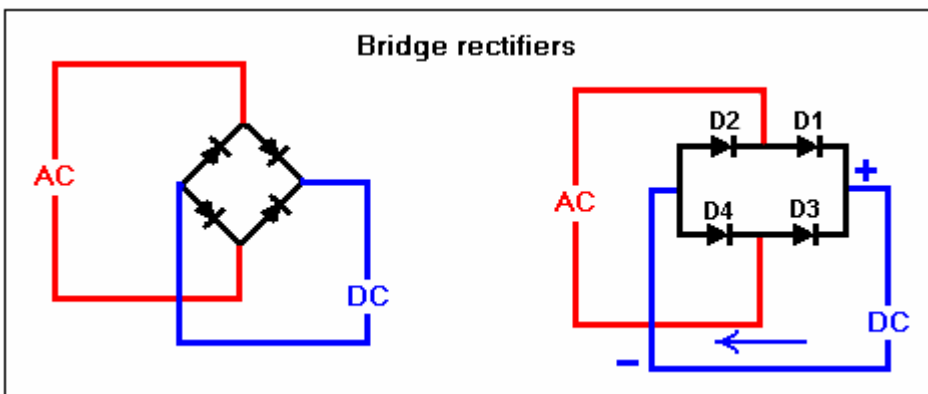 Bridge rectifiers
AC
DC
D2 D1
AC
+
D4 D3
DC
-